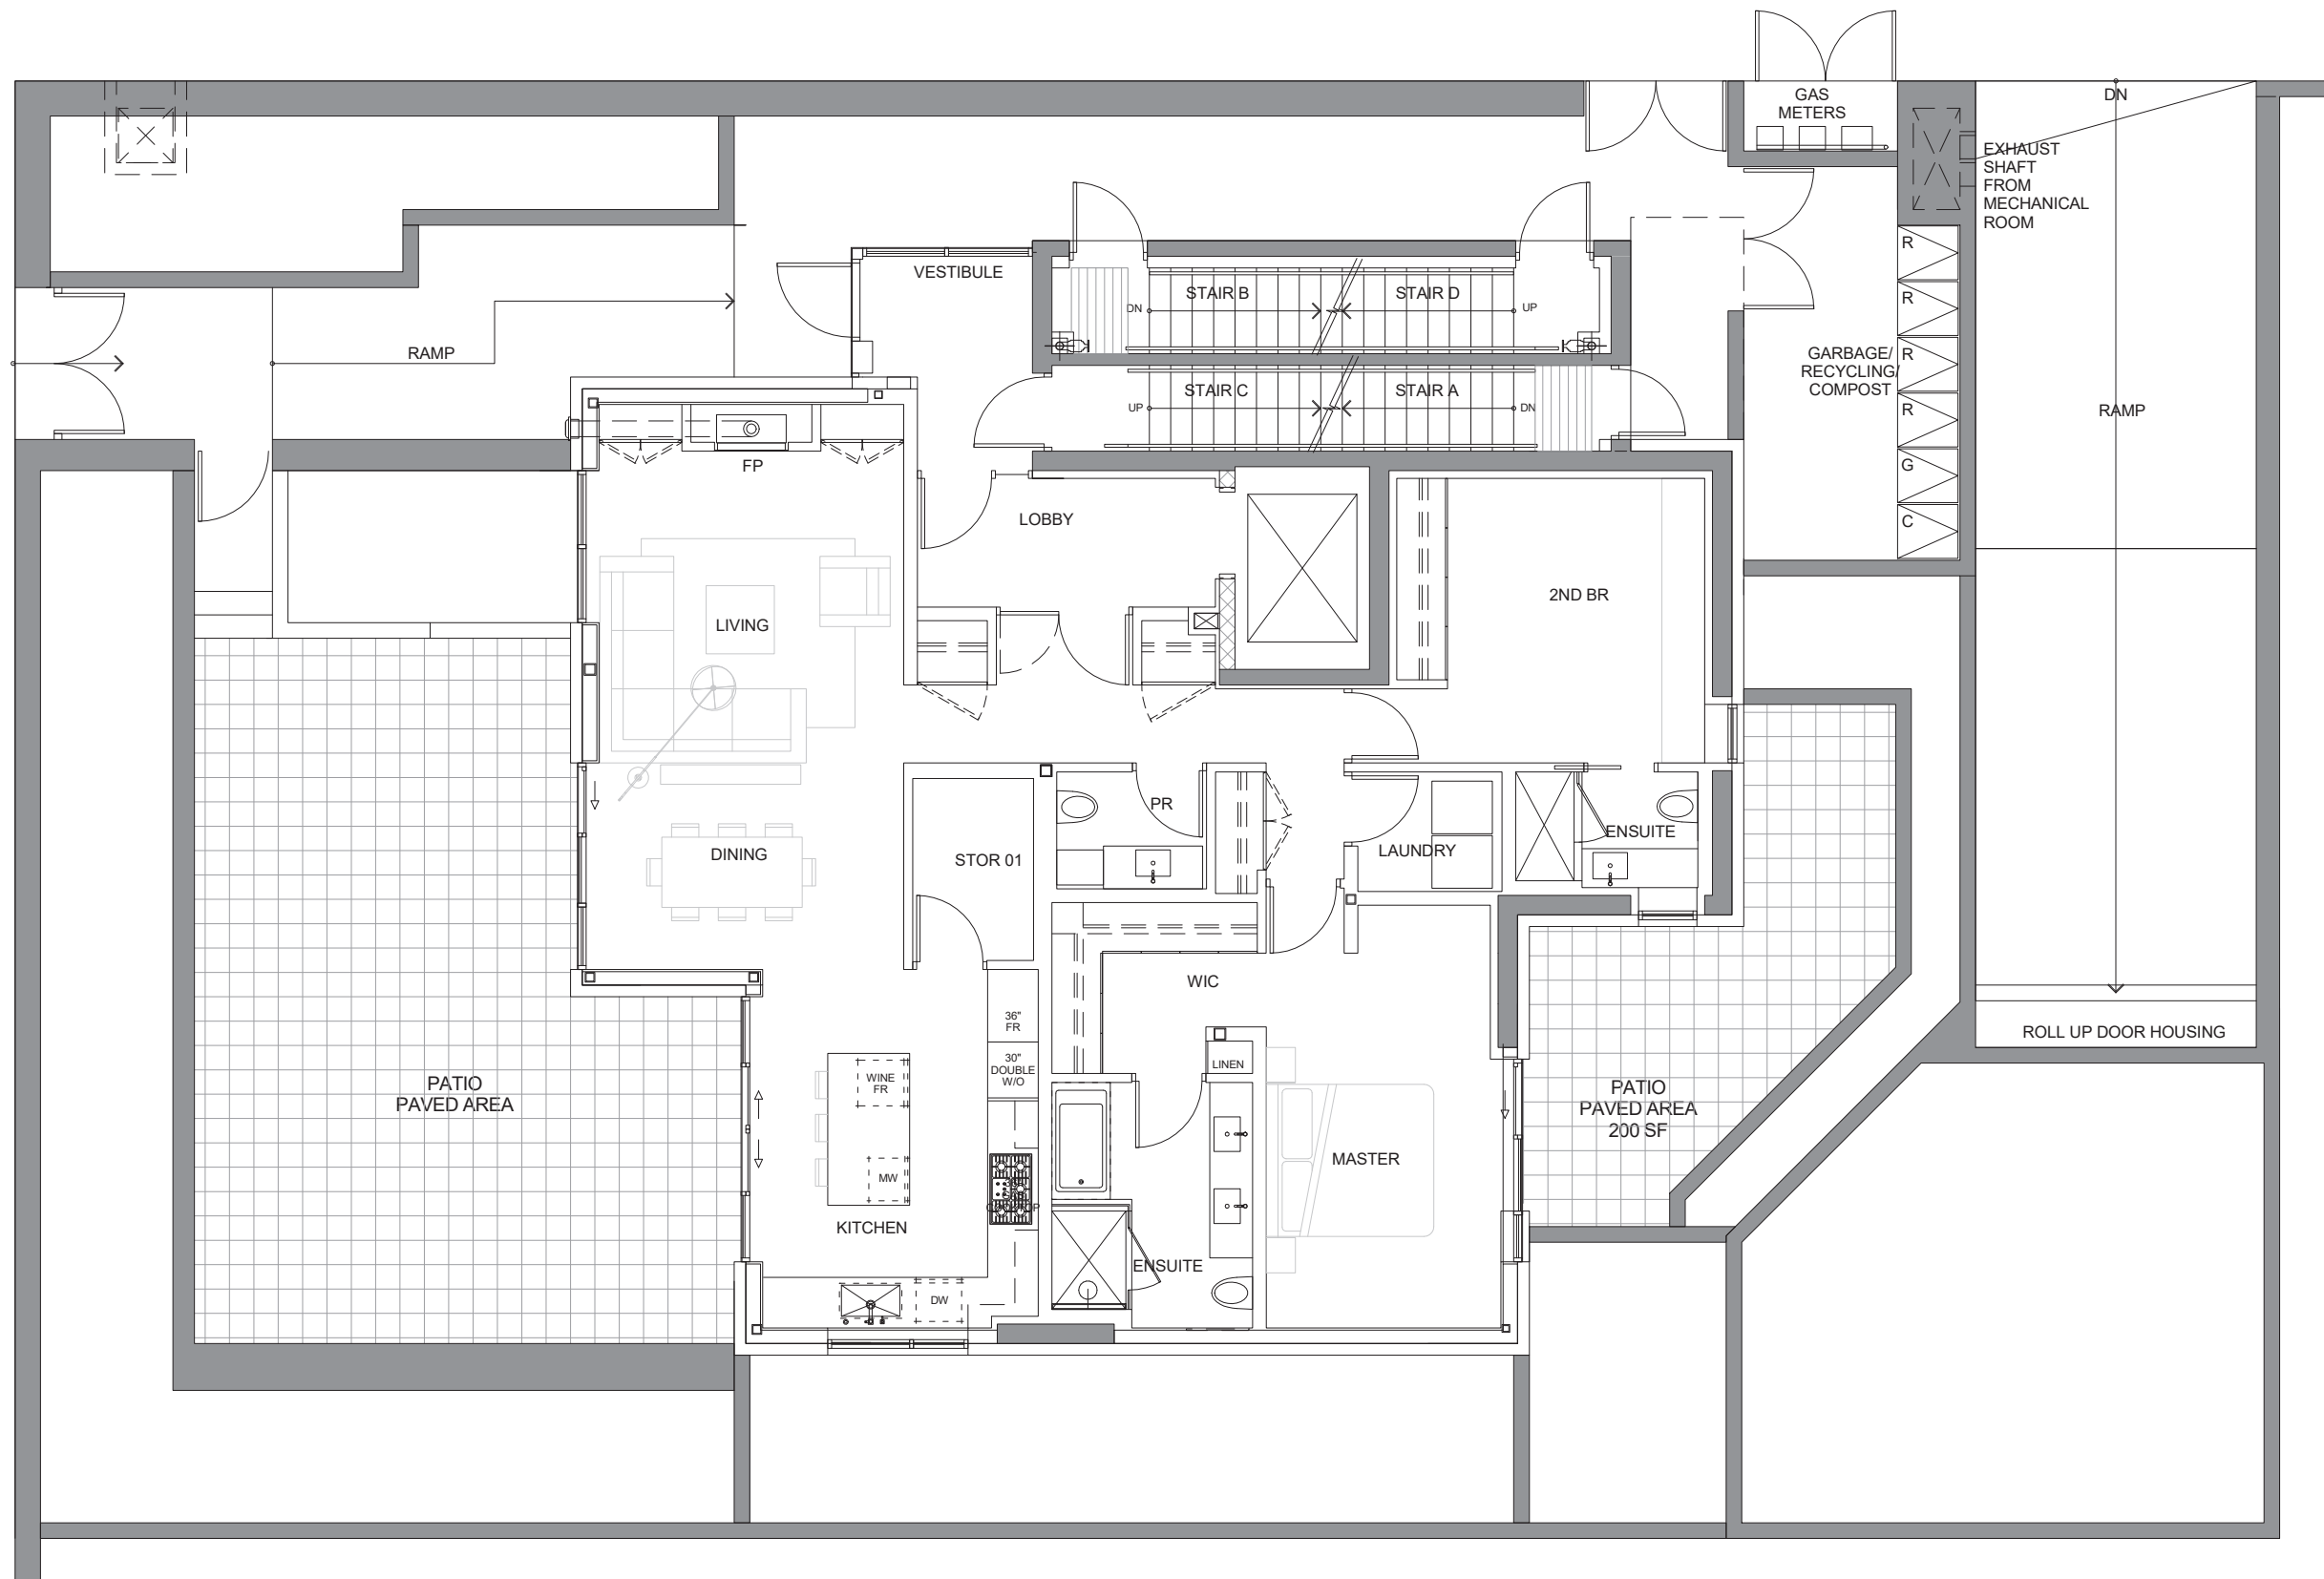 GAS
METERS
DN
EXHAUST
SHAFT
FROM
MECHANICAL
ROOM
VESTIBULE
STAIR B
STAIR D
DN
UP
R
R
R
R
G
C
RAMP
GARBAGE/
RECYCLING/
COMPOST
STAIR C
STAIR A
UP
DN
RAMP
FP
LOBBY
2ND BR
LIVING
PR
ENSUITE
DINING
STOR 01
LAUNDRY
WIC
36"
FR
30"
DOUBLE
W/O
LINEN
ROLL UP DOOR HOUSING
WINE
FR
PATIO
PAVED AREA
PATIO
PAVED AREA
200 SF
MASTER
MW
KITCHEN
ENSUITE
DW